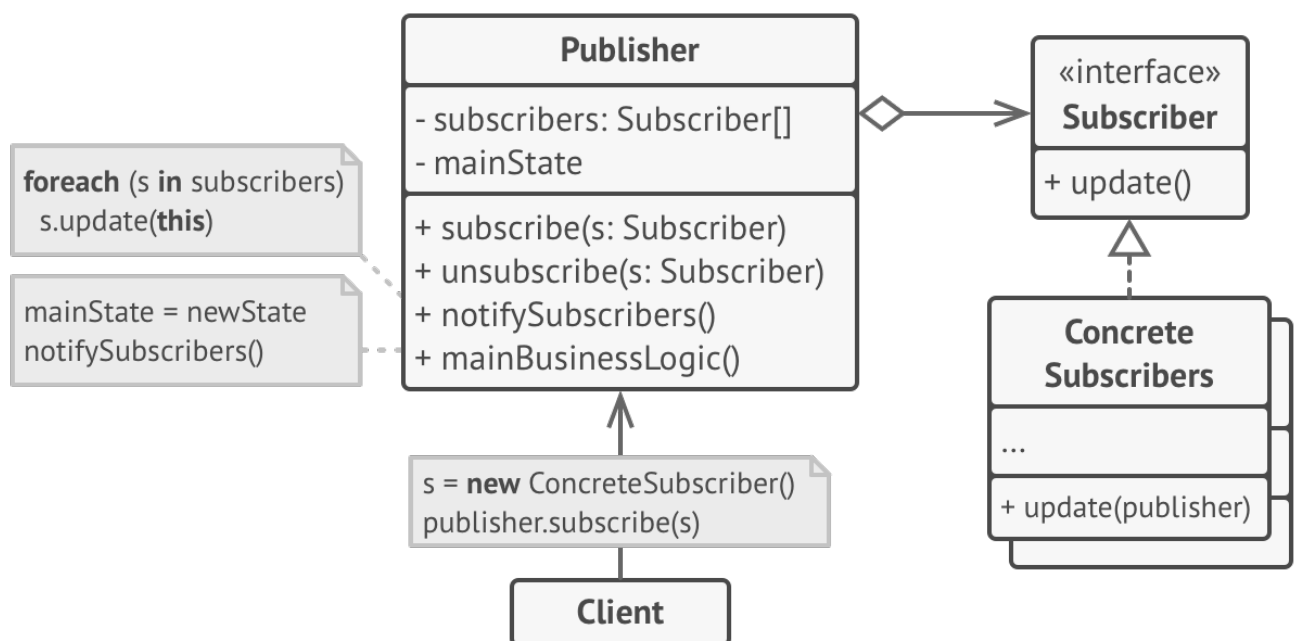 Publisher
- subscribers: Subscriber[]
- mainState
+ subscribe(s: Subscriber)
+ unsubscribe(s: Subscriber)
+ notifySubscribers()
+ mainBusinessLogic()
foreach (s in subscribers)
s.update(this)
mainState = newState
notifySubscribers()
«interface»
Subscriber
+ update()
Concrete
Subscribers
...
+ update(publisher)
s = new ConcreteSubscriber()
publisher.subscribe(s)
Client